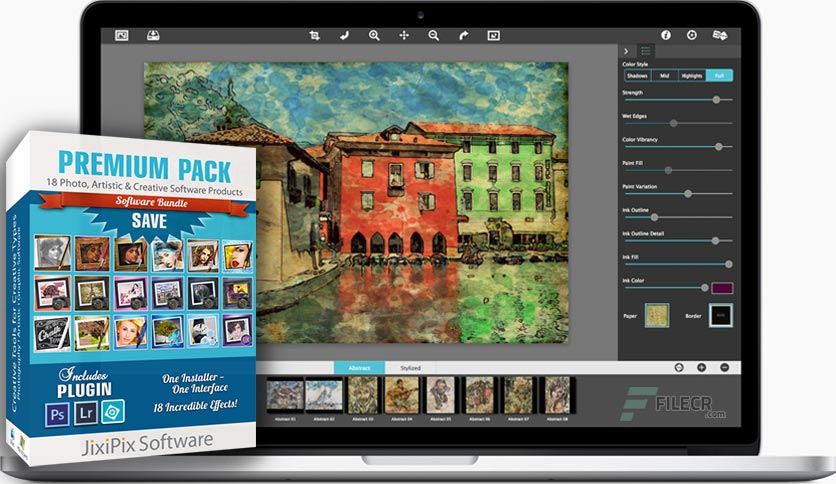 PREMIUM PACK
18 Photo, Artistic & Creative Software Products
Software Bundle
SAVE
Includes
PLUGIN
Ps
Lr
One Installer –
One Interface
18 Incredible Effects!
JixiPix Software
Creative Tools for Creative Types
Photography • Artistic • Graphic Software
Color Style
Shadows
Mid
Highlights
Full
Strength
Wet Edges
Color Vibrancy
Paint Fill
Paint Variation
Ink Outline
Ink Outline Detail
Ink Fill
Ink Color
Paper
Border
Abstract
Stylized
Abstract 01
Abstract 02
Abstract 03
Abstract 04
Abstract 05
Abstract 06
Abstract 07
Abstract 08
FILECR
.com